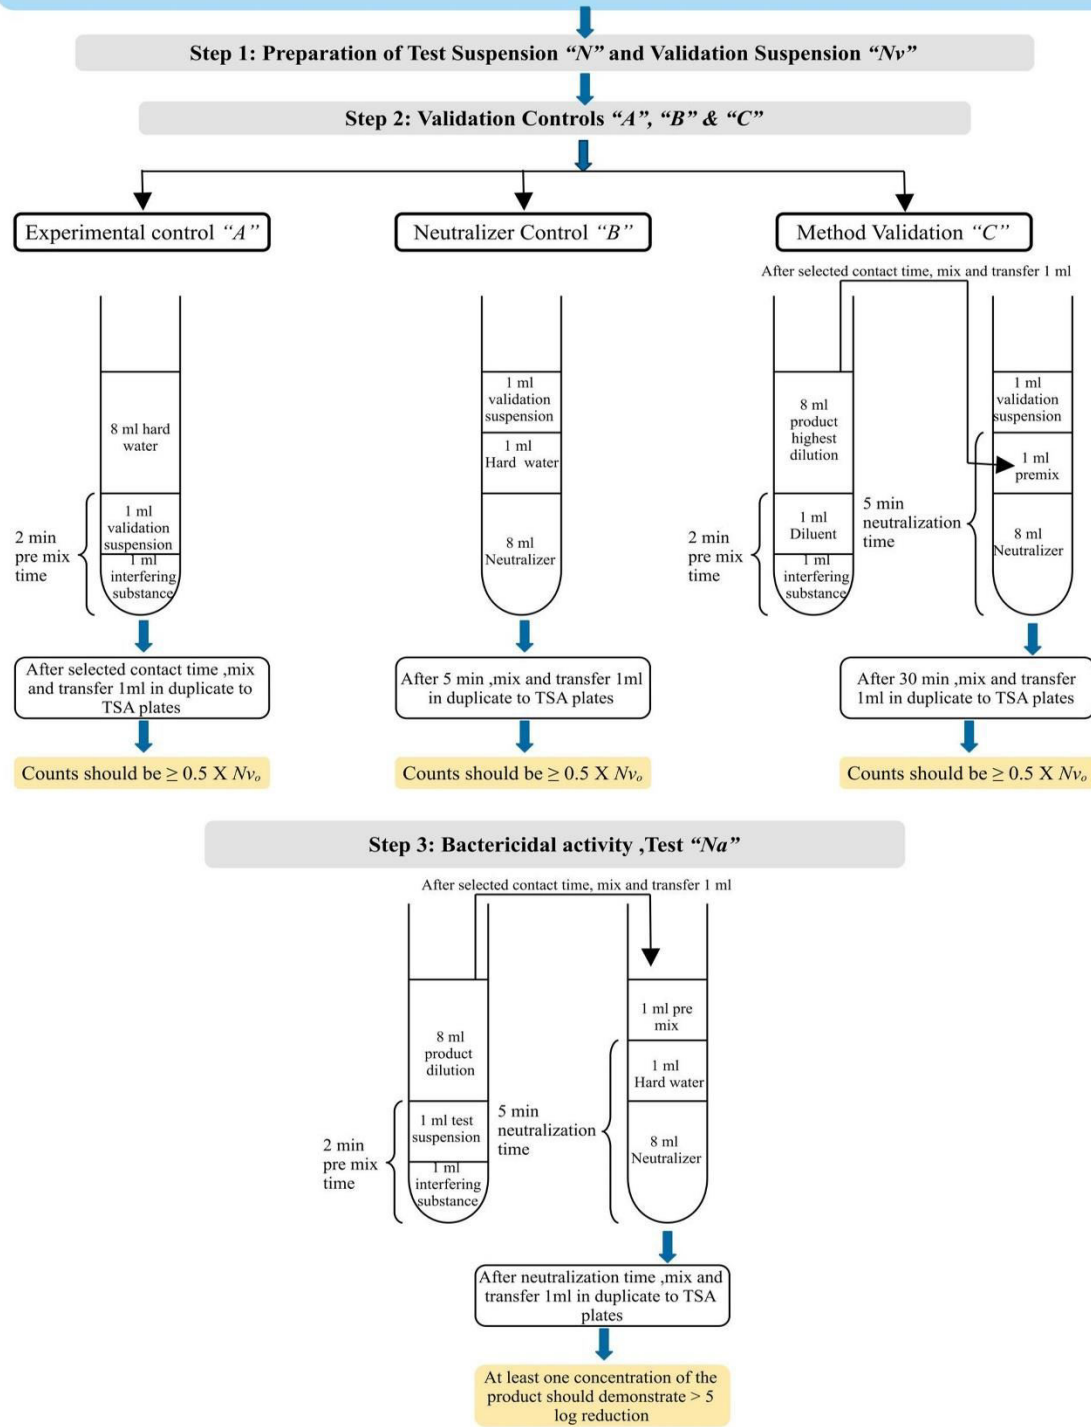 Step 1: Preparation of Test Suspension “N” and Validation Suspension “Nv”
Step 2: Validation Controls “A”, “B” & “C”
Experimental control “A”
Neutralizer Control “B”
Method Validation “C”
After selected contact time, mix and transfer 1 ml
8 ml hard
water
1 ml
validation
suspension
1 ml
interfering
substance
2 min
pre mix
time
1 ml
validation
suspension
1 ml
Hard water
8 ml
Neutralizer
8 ml
product
highest
dilution
1 ml
Diluent
1 ml
interfering
substance
2 min
pre mix
time
1 ml
validation
suspension
1 ml
premix
8 ml
Neutralizer
5 min
neutralization
time
After selected contact time ,mix
and transfer 1ml in duplicate to
TSA plates
After 5 min ,mix and transfer 1ml
in duplicate to TSA plates
After 30 min ,mix and transfer
1ml in duplicate to TSA plates
Counts should be ≥ 0.5 X Nvₒ
Counts should be ≥ 0.5 X Nvₒ
Counts should be ≥ 0.5 X Nvₒ
Step 3: Bactericidal activity ,Test “Na”
After selected contact time, mix and transfer 1 ml
8 ml
product
dilution
1 ml test
suspension
1 ml
interfering
substance
2 min
pre mix
time
1 ml pre
mix
1 ml
Hard water
8 ml
Neutralizer
5 min
neutralization
time
After neutralization time ,mix and
transfer 1ml in duplicate to TSA
plates
At least one concentration of the
product should demonstrate > 5
log reduction